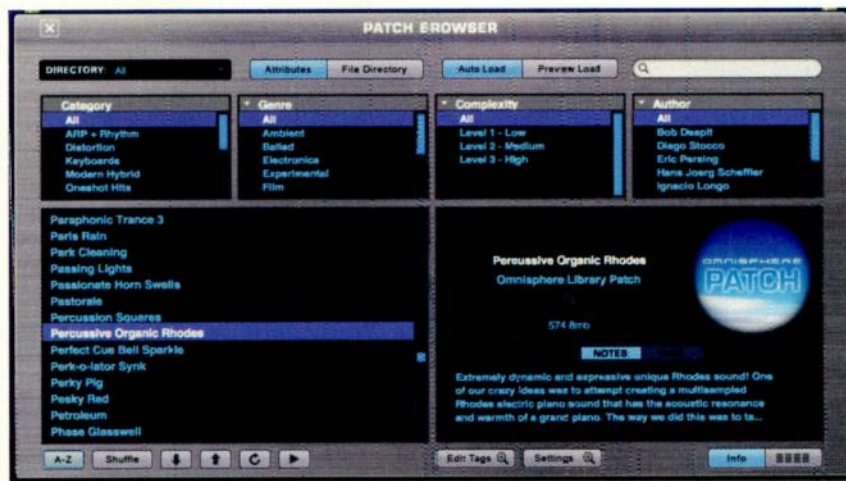 PATCH BROWSER
DIRECTORY: All
Attributes
File Directory
Auto Load
Preview Load
Category
All
ARP + Rhythm
Distortion
Keyboards
Modern Hybrid
Oneshot Hits
Genre
All
Ambient
Ballad
Electronica
Experimental
Film
Complexity
All
Level 1 - Low
Level 2 - Medium
Level 3 - High
Author
All
Bob Daspit
Diego Stocco
Eric Persing
Hans Joerg Scheffler
Ignacio Longo
Paraphonic Trance 3
Paris Rain
Park Cleaning
Passing Lights
Passionate Horn Swells
Pastorale
Percussion Squares
Percussive Organic Rhodes
Perfect Cue Bell Sparkle
Perk-o-lator Synk
Perky Pig
Pesky Rad
Petroleum
Phase Glasswell
Percussive Organic Rhodes
Omnisphere Library Patch
574.8mb
OMNISPHERE
PATCH
NOTES
Extremely dynamic and expressive unique Rhodes sound! One
of our crazy ideas was to attempt creating a multisampled
Rhodes electric piano sound that has the acoustic resonance
and warmth of a grand piano. The way we did this was to ta...
A-Z
Shuffle
Edit Tags
Settings
Info